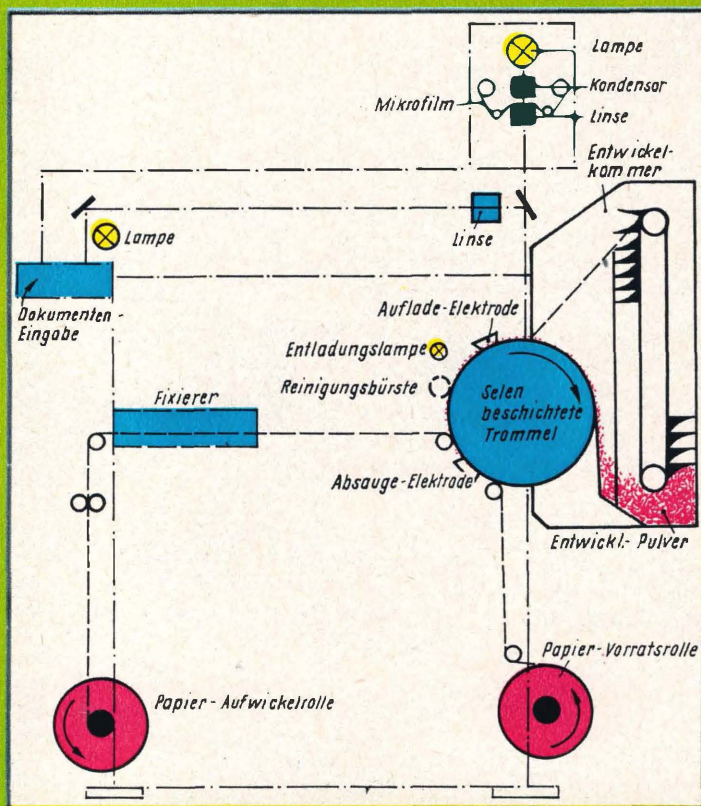 Lampe
Kondensor
Mikrofilm
Linse
Entwickel-
kammer
Lampe
Linse
Dokumenten-
Eingabe
Auflade-Elektrode
Entladungslampe
Reinigungsbürste
Selen
beschichtete
Trommel
Fixierer
Absauge-Elektrode
Entwickl.-Pulver
Papier-Vorratsrolle
Papier-Aufwickelrolle